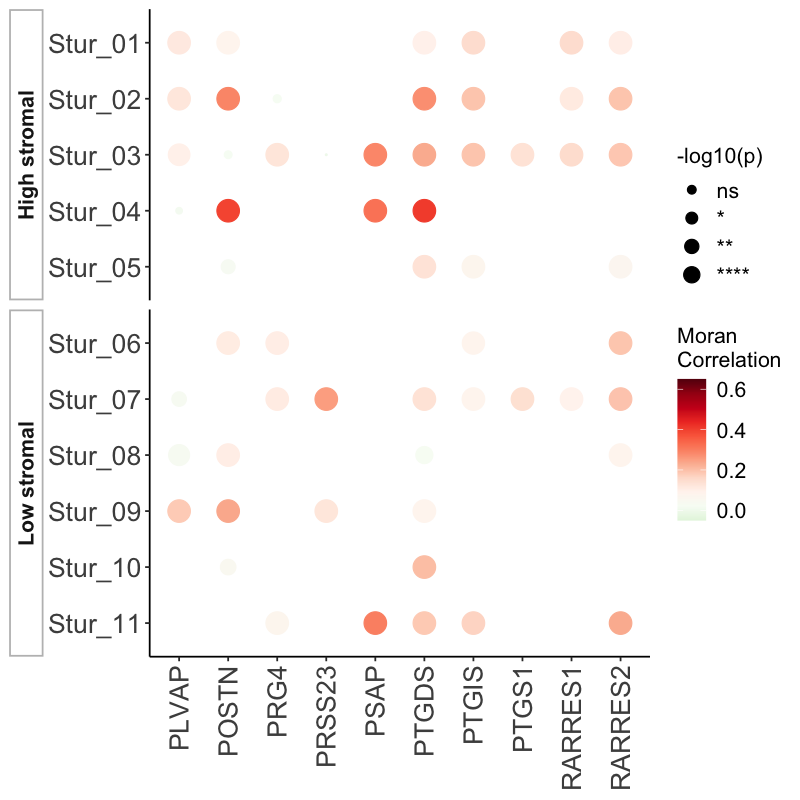 High stromal
Stur_01
Stur_02
Stur_03
Stur_04
Stur_05
Low stromal
Stur_06
Stur_07
Stur_08
Stur_09
Stur_10
Stur_11
PLVAP
POSTN
PRG4
PRSS23
PSAP
PTGDS
PTGIS
PTGS1
RARRES1
RARRES2
-log10(p)
ns
*
**
****
Moran
Correlation
0.6
0.4
0.2
0.0